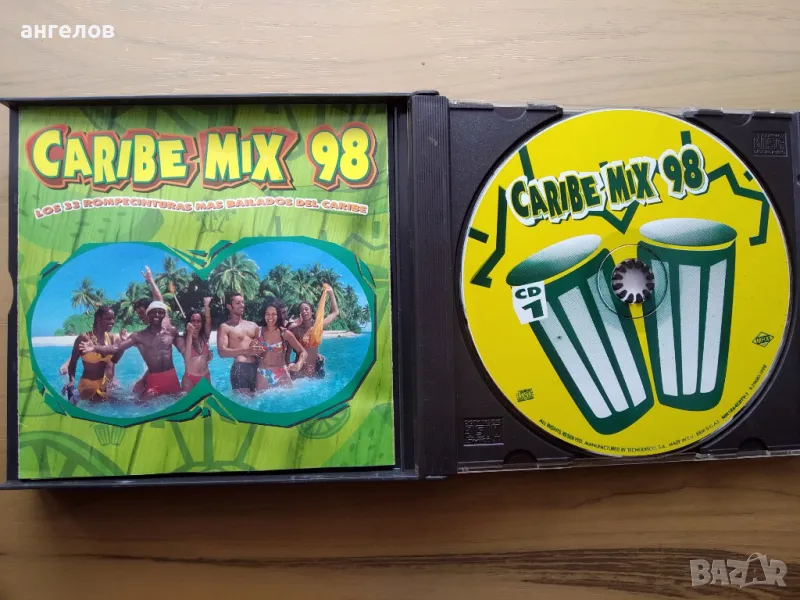 ангелов
CARIBE MIX 98
LOS 33 ROMPECINTURAS MAS BAILADOS DEL CARIBE
CARIBE MIX 98
CD
1
ALL RIGHTS RESERVED. MANUFACTURED BY TECNODISCO, S.A. MADE IN E.U.
BAZAR